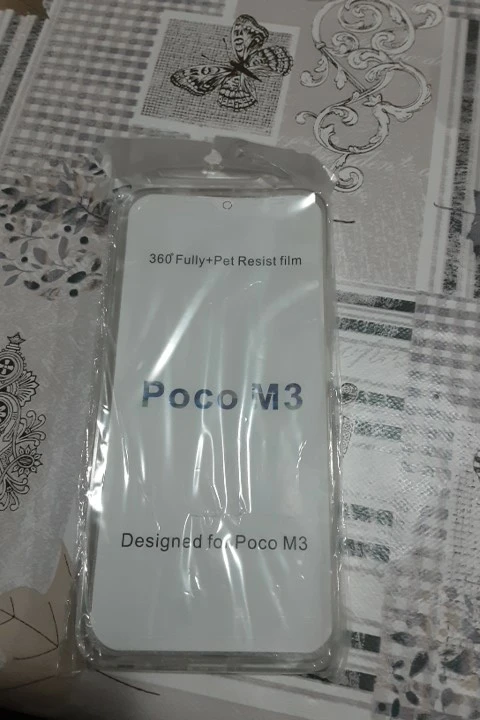 360°Fully+Pet Resist film
Poco M3
Designed for Poco M3